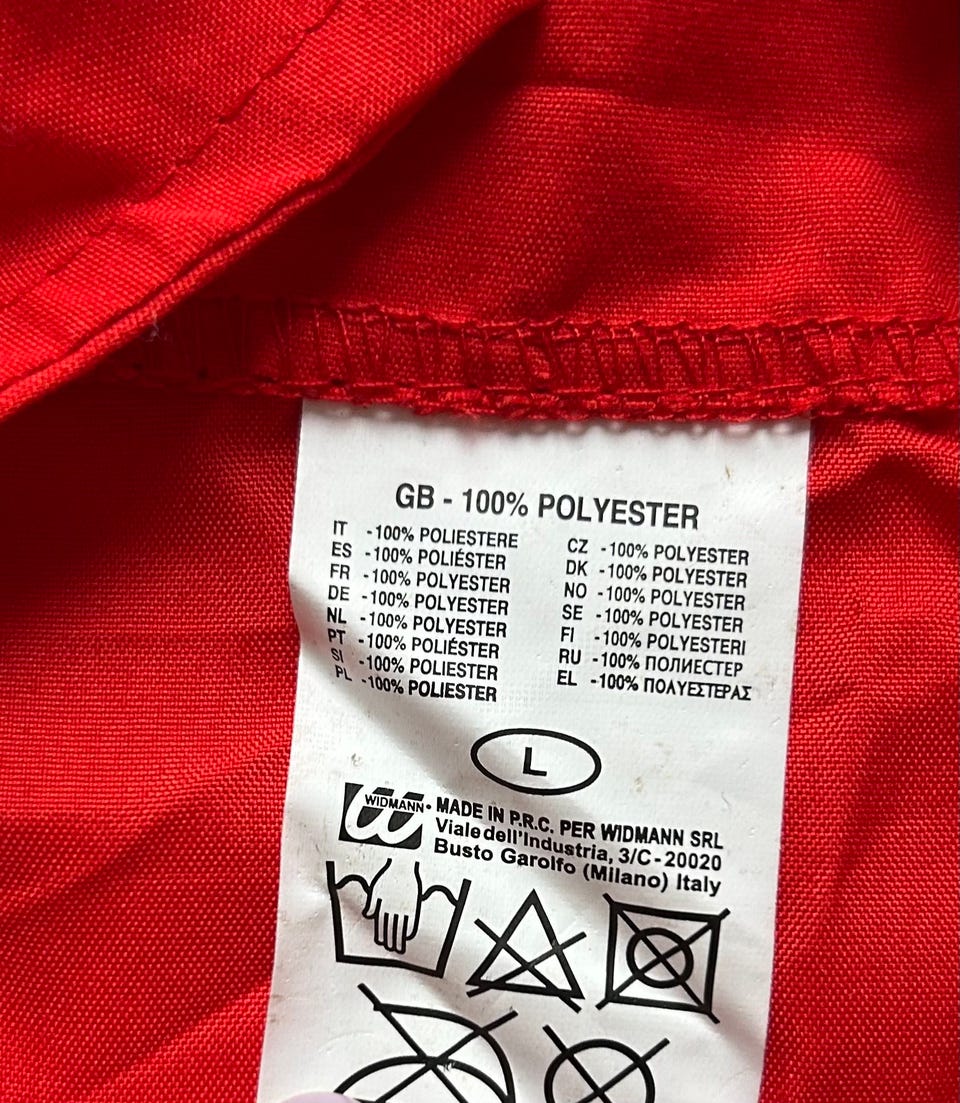 GB - 100% POLYESTER
IT -100% POLIESTERE
ES -100% POLIÉSTER
FR -100% POLYESTER
DE -100% POLYESTER
NL -100% POLYESTER
PT -100% POLIÉSTER
SI -100% POLIESTER
PL -100% POLIESTER
CZ -100% POLYESTER
DK -100% POLYESTER
NO -100% POLYESTER
SE -100% POLYESTER
FI -100% POLYESTERI
RU -100% ПОЛИЕСТЕР
EL -100% ΠΟΛΥΕΣΤΕΡΑΣ
L
WIDMANN
MADE IN P.R.C. PER WIDMANN SRL
Viale dell'Industria, 3/C - 20020
Busto Garolfo (Milano) Italy